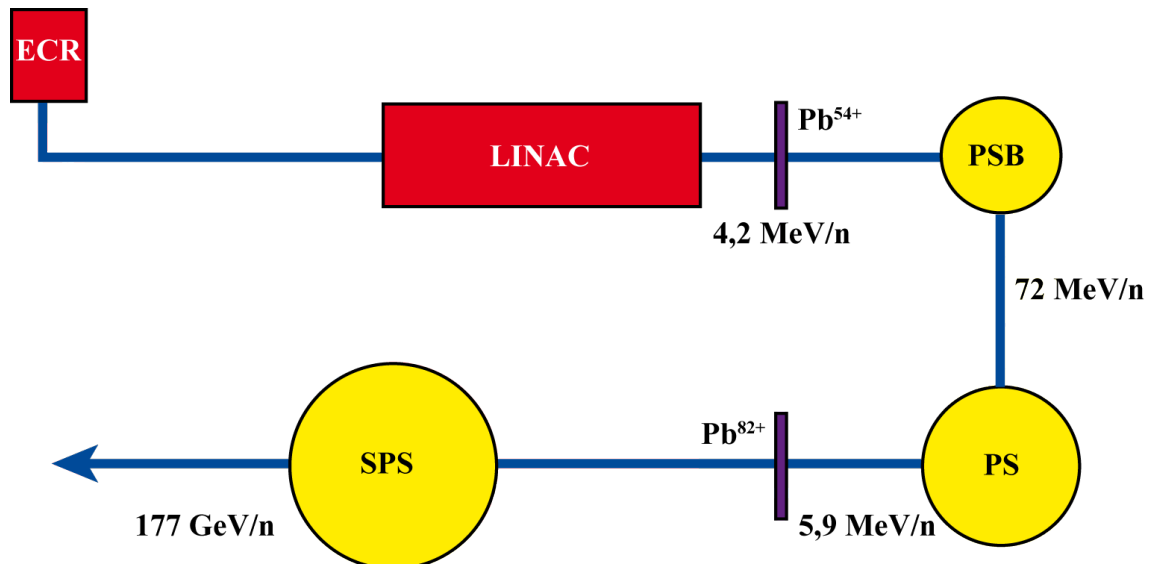 ECR
LINAC
Pb⁵⁴⁺
PSB
4,2 MeV/n
72 MeV/n
Pb⁸²⁺
SPS
PS
177 GeV/n
5,9 MeV/n